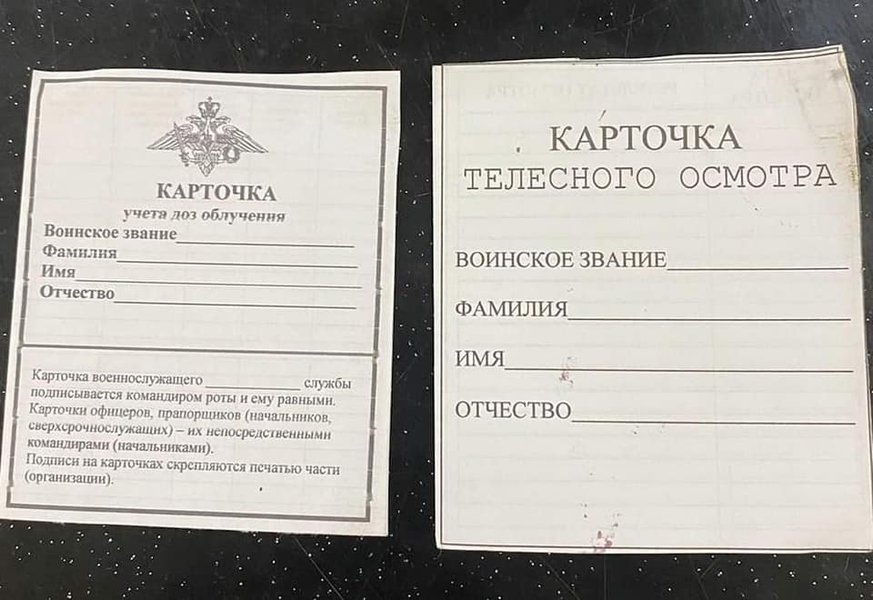 КАРТОЧКА
учета доз облучения
Воинское звание
Фамилия
Имя
Отчество
Карточка военнослужащего службы
подписывается командиром роты и ему равными.
Карточки офицеров, прапорщиков (начальников,
сверхсрочнослужащих) – их непосредственными
командирами (начальниками).
Подписи на карточках скрепляются печатью части
(организации).
КАРТОЧКА
ТЕЛЕСНОГО ОСМОТРА
ВОИНСКОЕ ЗВАНИЕ
ФАМИЛИЯ
ИМЯ
ОТЧЕСТВО